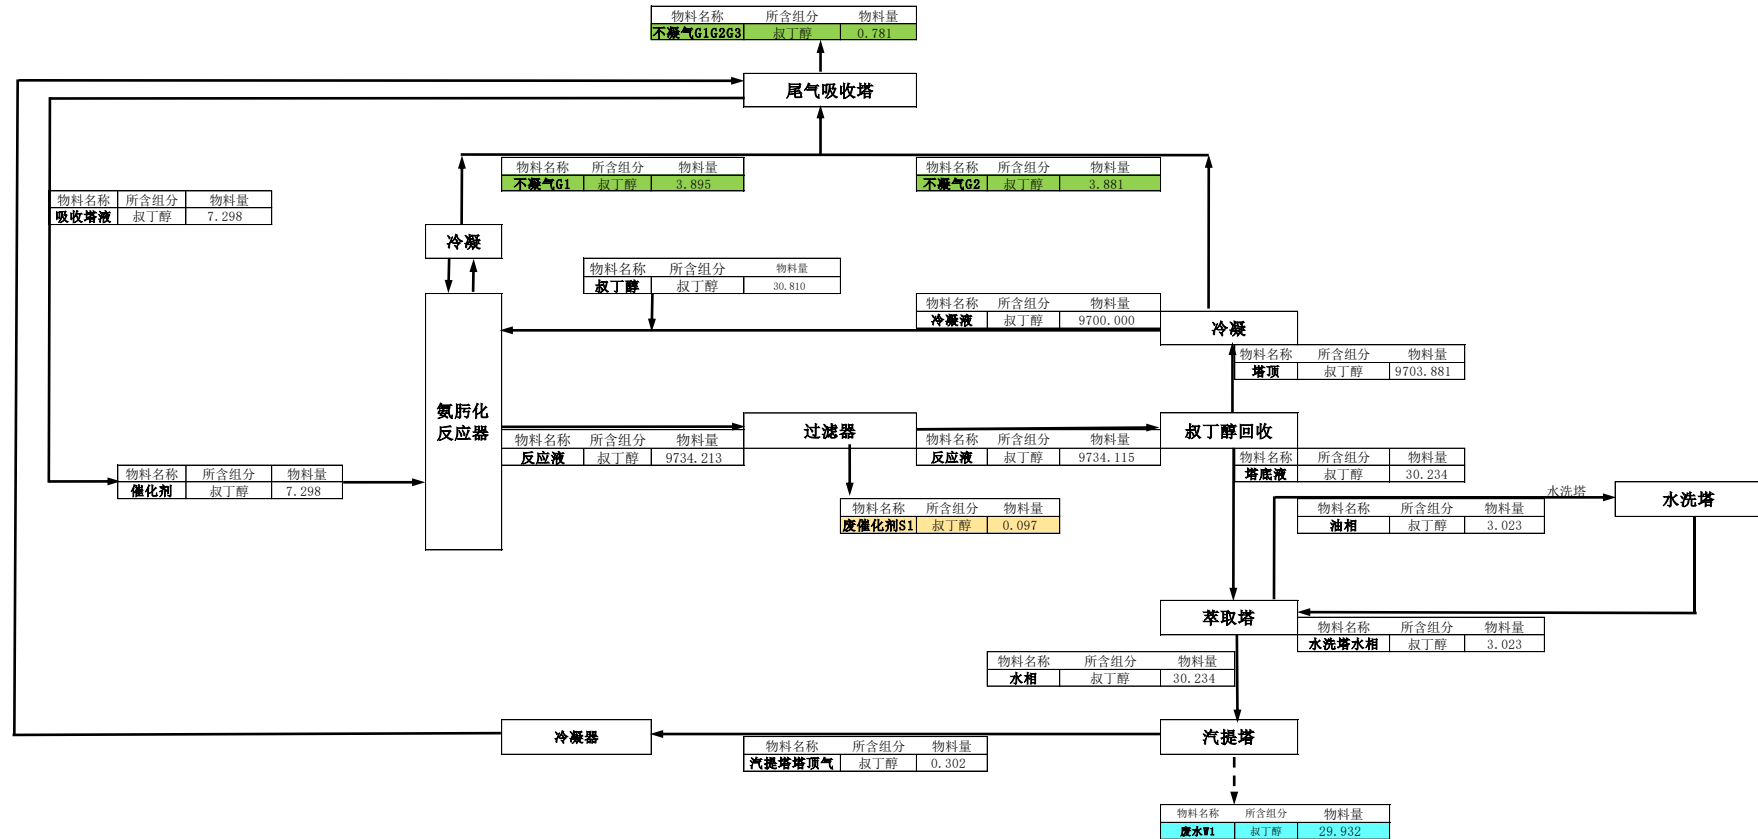 物料名称 所含组分 物料量
不凝气G1G2G3 叔丁醇 0.781
尾气吸收塔
物料名称 所含组分 物料量
不凝气G1 叔丁醇 3.895
物料名称 所含组分 物料量
不凝气G2 叔丁醇 3.881
物料名称 所含组分 物料量
吸收塔液 叔丁醇 7.298
冷凝
物料名称 所含组分 物料量
叔丁醇 叔丁醇 30.810
物料名称 所含组分 物料量
冷凝液 叔丁醇 9700.000
冷凝
物料名称 所含组分 物料量
塔顶 叔丁醇 9703.881
氨肟化
反应器
过滤器
叔丁醇回收
物料名称 所含组分 物料量
反应液 叔丁醇 9734.213
物料名称 所含组分 物料量
反应液 叔丁醇 9734.115
物料名称 所含组分 物料量
塔底液 叔丁醇 30.234
物料名称 所含组分 物料量
催化剂 叔丁醇 7.298
物料名称 所含组分 物料量
废催化剂S1 叔丁醇 0.097
水洗塔
水洗塔
物料名称 所含组分 物料量
油相 叔丁醇 3.023
萃取塔
物料名称 所含组分 物料量
水洗塔水相 叔丁醇 3.023
物料名称 所含组分 物料量
水相 叔丁醇 30.234
冷凝器
汽提塔
物料名称 所含组分 物料量
汽提塔塔顶气 叔丁醇 0.302
物料名称 所含组分 物料量
废水W1 叔丁醇 29.932